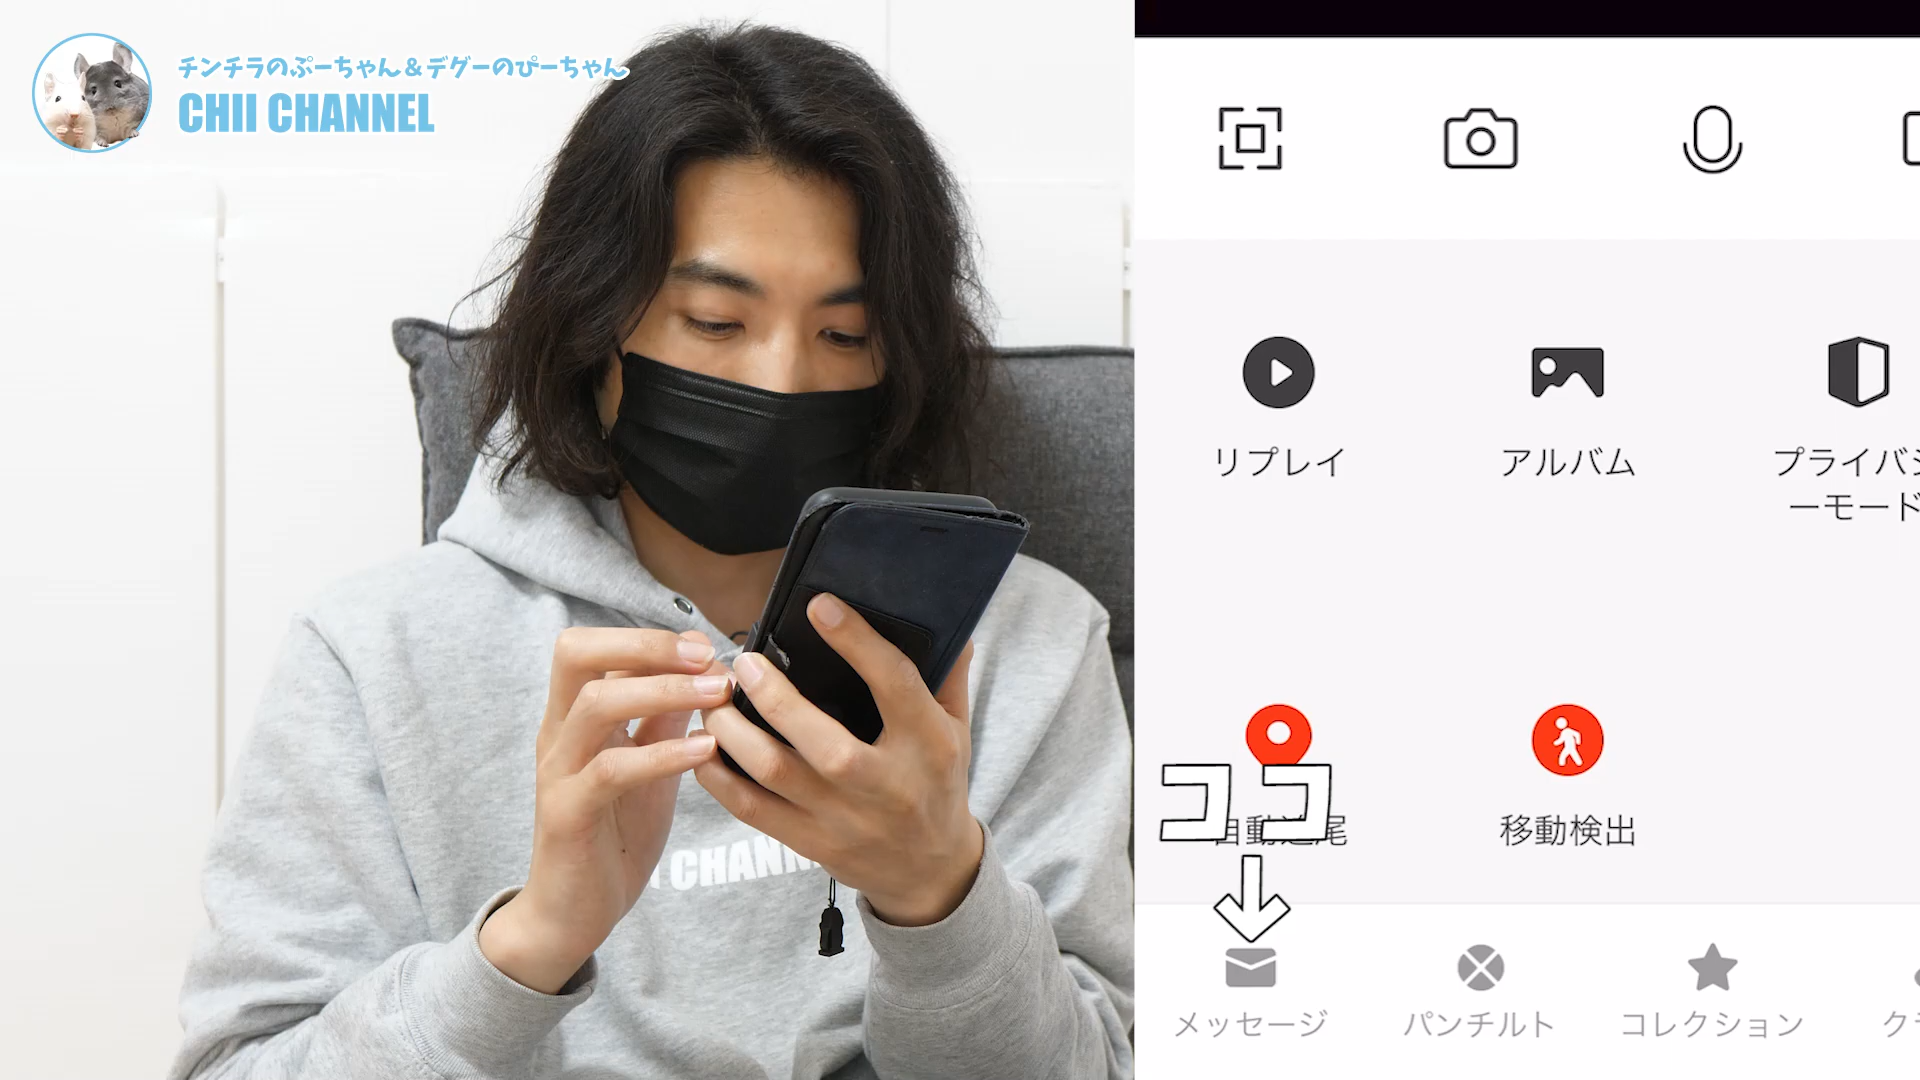 チンチラのぷーちゃん&デグーのぴーちゃん
CHII CHANNEL
CHANN
リプレイ
アルバム
プライバシ
ーモード
ココ
移動検出
メッセージ
パンチルト
コレクション